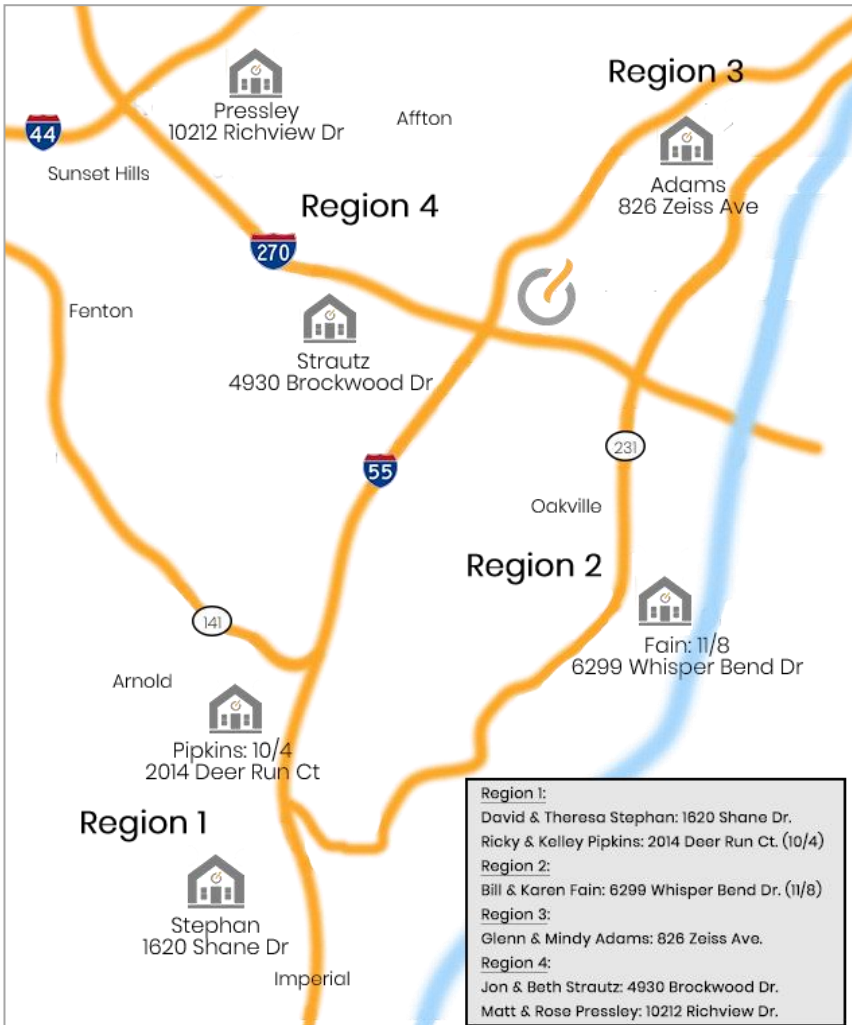 Region 3
Pressley
10212 Richview Dr
Affton
44
Sunset Hills
Adams
826 Zeiss Ave
Region 4
270
Fenton
Strautz
4930 Brockwood Dr
231
55
Oakville
Region 2
141
Fain: 11/8
6299 Whisper Bend Dr
Arnold
Pipkins: 10/4
2014 Deer Run Ct
Region 1
Stephan
1620 Shane Dr
Imperial
Region 1:
David & Theresa Stephan: 1620 Shane Dr.
Ricky & Kelley Pipkins: 2014 Deer Run Ct. (10/4)
Region 2:
Bill & Karen Fain: 6299 Whisper Bend Dr. (11/8)
Region 3:
Glenn & Mindy Adams: 826 Zeiss Ave.
Region 4:
Jon & Beth Strautz: 4930 Brockwood Dr.
Matt & Rose Pressley: 10212 Richview Dr.